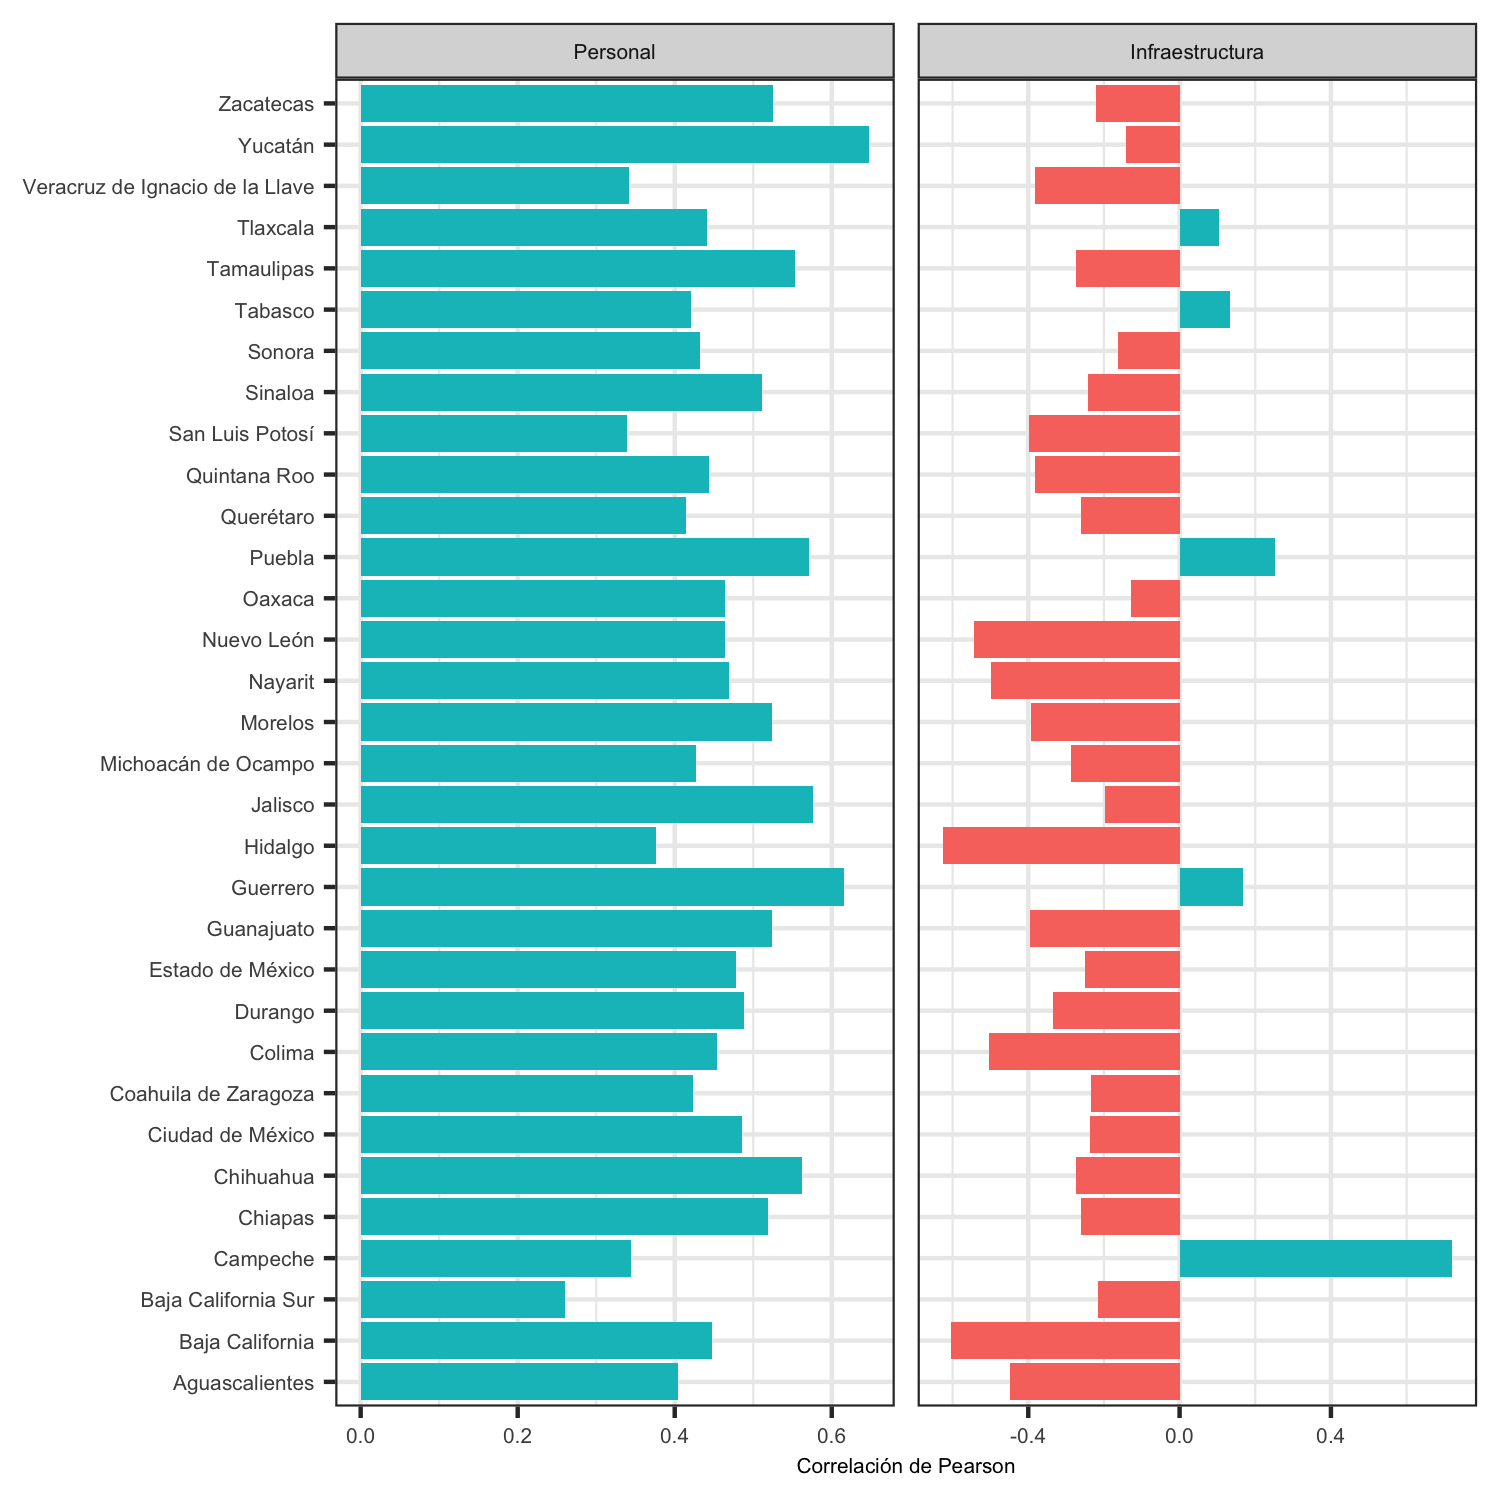 Personal
Infraestructura
Zacatecas
Yucatán
Veracruz de Ignacio de la Llave
Tlaxcala
Tamaulipas
Tabasco
Sonora
Sinaloa
San Luis Potosí
Quintana Roo
Querétaro
Puebla
Oaxaca
Nuevo León
Nayarit
Morelos
Michoacán de Ocampo
Jalisco
Hidalgo
Guerrero
Guanajuato
Estado de México
Durango
Colima
Coahuila de Zaragoza
Ciudad de México
Chihuahua
Chiapas
Campeche
Baja California Sur
Baja California
Aguascalientes
0.0 0.2 0.4 0.6
-0.4 0.0 0.4
Correlación de Pearson